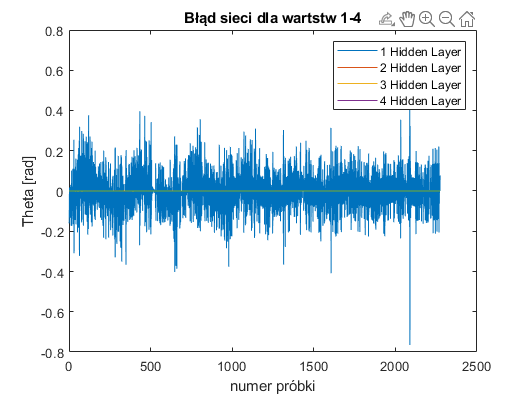 Błąd sieci dla wartstw 1-4
1 Hidden Layer
2 Hidden Layer
3 Hidden Layer
4 Hidden Layer
0.8
0.6
0.4
0.2
0
-0.2
-0.4
-0.6
-0.8
Theta [rad]
0 500 1000 1500 2000 2500
numer próbki